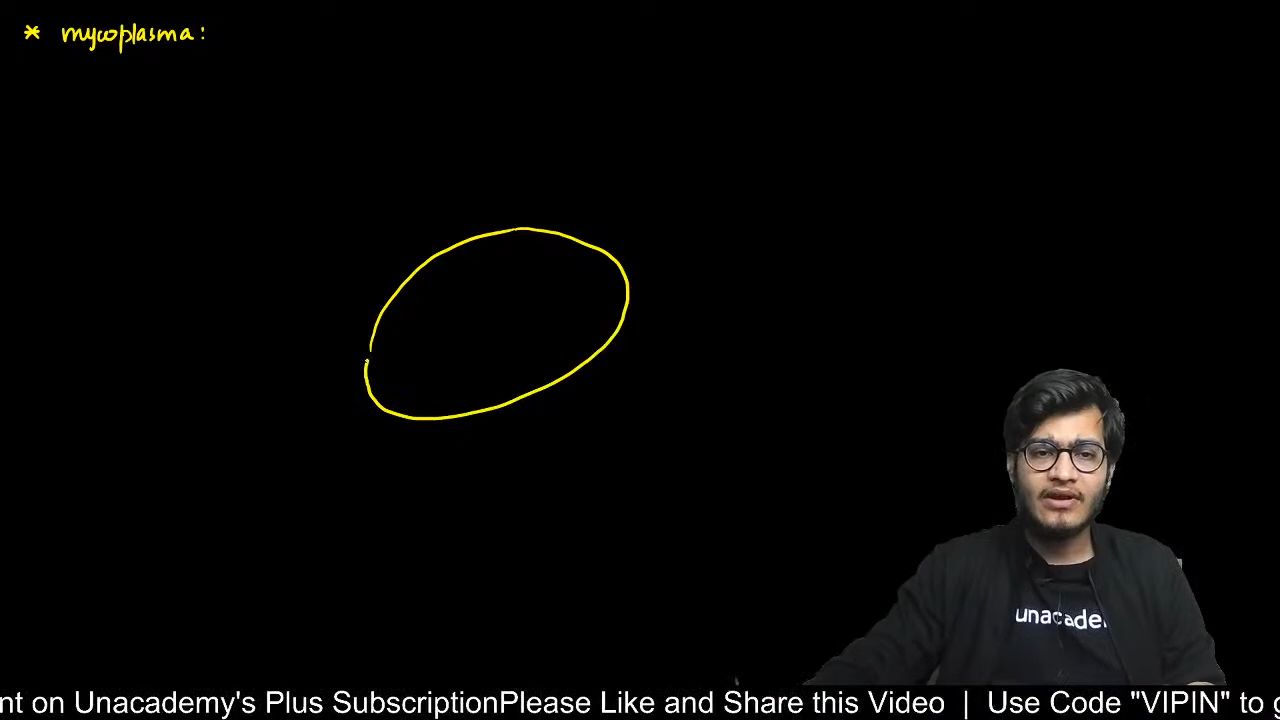 * mycoplasma:
unacade
nt on Unacademy's Plus SubscriptionPlease Like and Share this Video | Use Code "VIPIN" to g